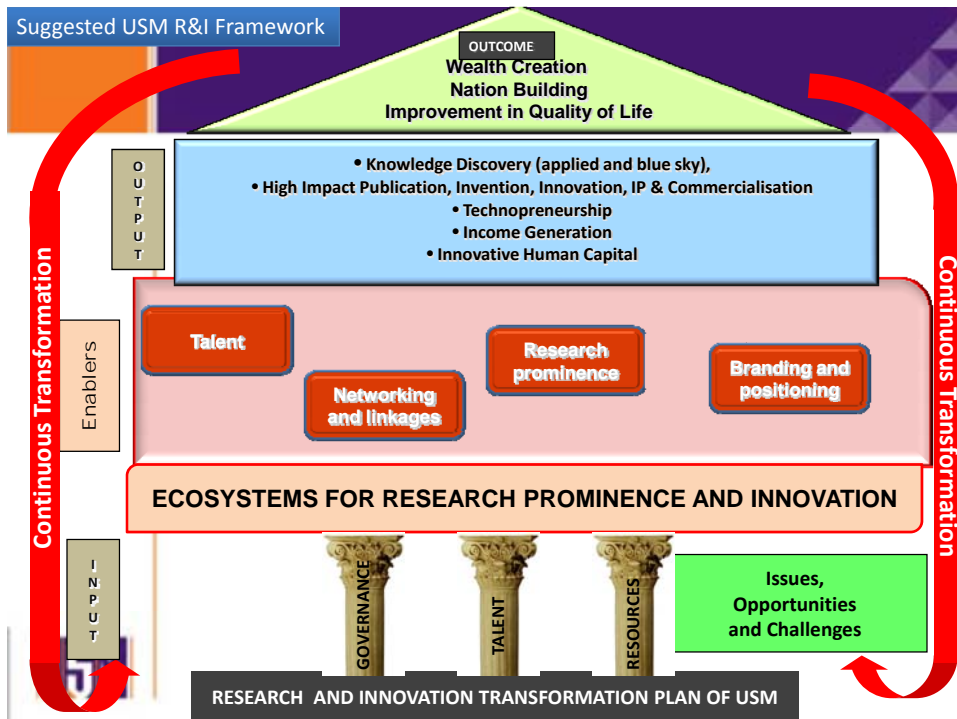 Suggested USM R&I Framework
OUTCOME
Wealth Creation
Nation Building
Improvement in Quality of Life
OUTPUT
• Knowledge Discovery (applied and blue sky),
• High Impact Publication, Invention, Innovation, IP & Commercialisation
• Technopreneurship
• Income Generation
• Innovative Human Capital
Continuous Transformation
Continuous Transformation
Enablers
Talent
Networking
and linkages
Research
prominence
Branding and
positioning
ECOSYSTEMS FOR RESEARCH PROMINENCE AND INNOVATION
INPUT
GOVERNANCE
TALENT
RESOURCES
Issues,
Opportunities
and Challenges
RESEARCH AND INNOVATION TRANSFORMATION PLAN OF USM